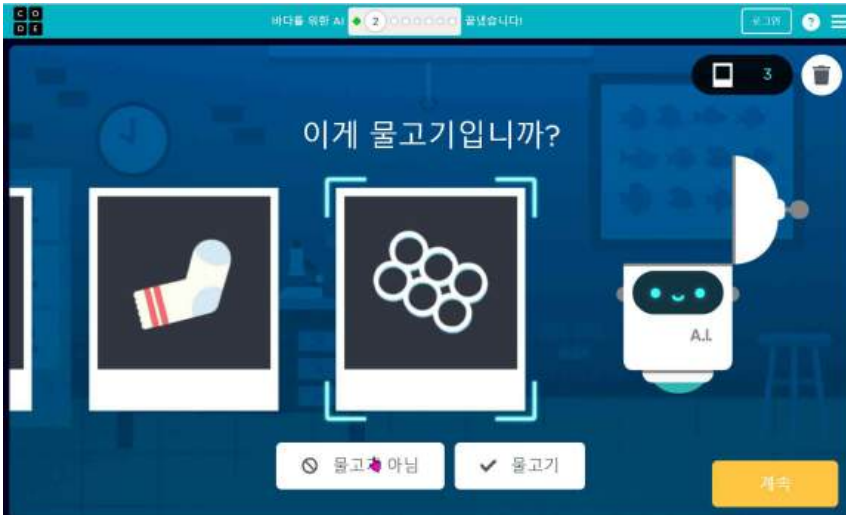 CODE
바다를 위한 AI
2
끝냈습니다!
로그인
?
3
이게 물고기입니까?
A.I.
물고기 아님
물고기
계속